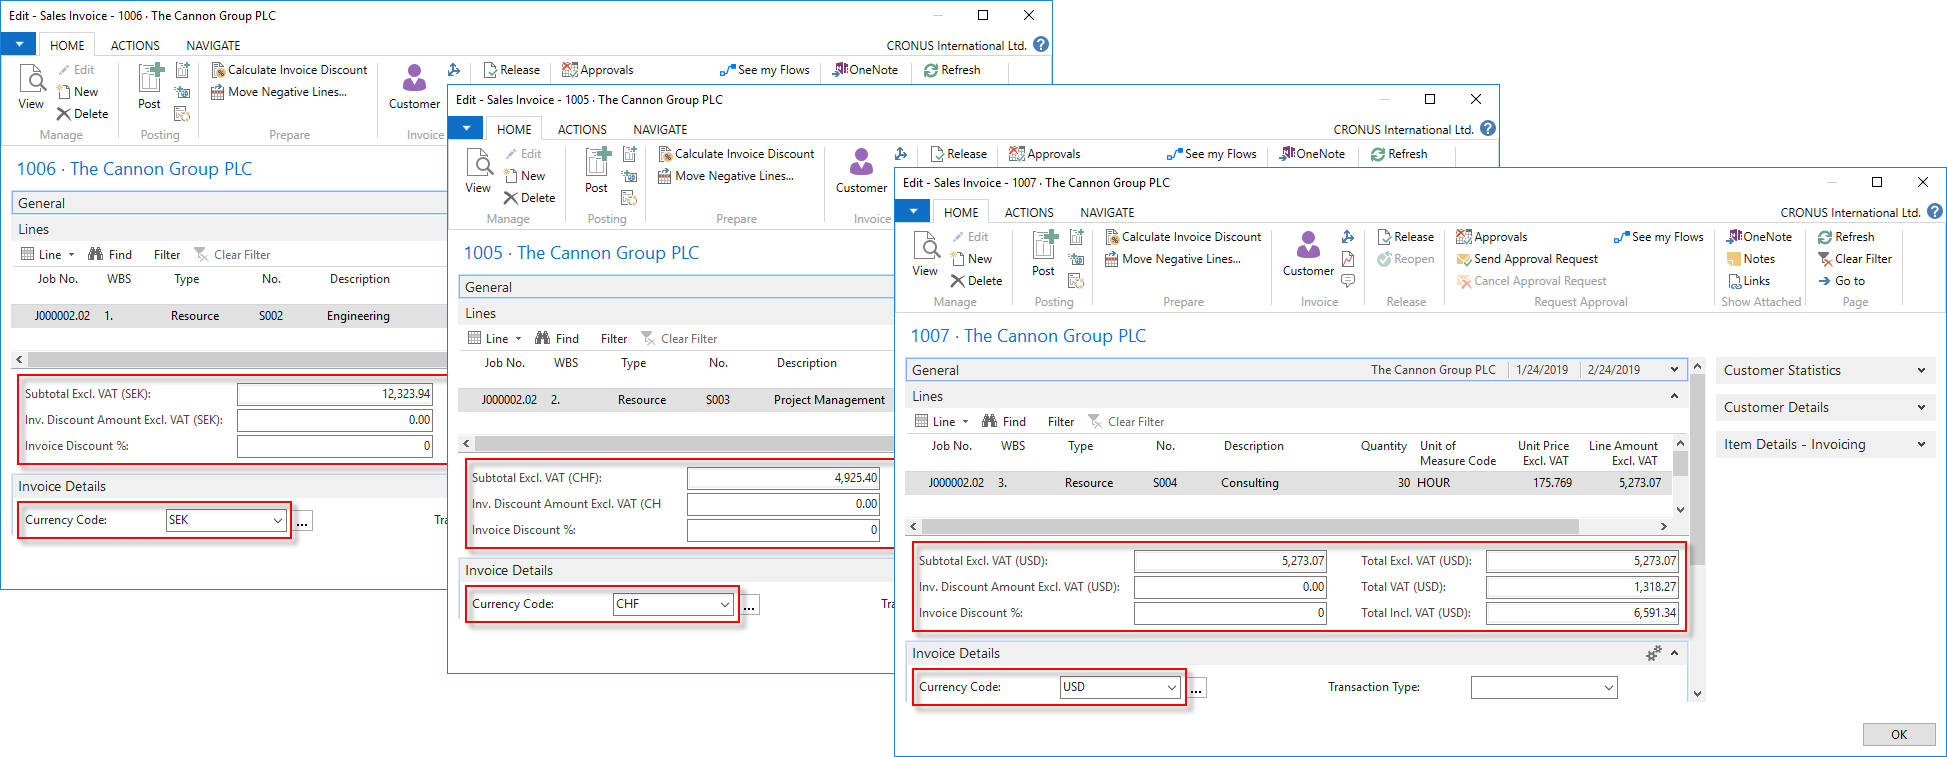 Edit - Sales Invoice - 1006 · The Cannon Group PLC
HOME ACTIONS NAVIGATE CRONUS International Ltd. ?
View Edit New Delete Manage
Post Posting
Calculate Invoice Discount
Move Negative Lines...
Prepare
Customer Invoice
Release Approvals See my Flows OneNote Refresh
1006 · The Cannon Group PLC
General
Lines
Line Find Filter Clear Filter
Job No. WBS Type No. Description
J000002.02 1. Resource S002 Engineering
Subtotal Excl. VAT (SEK): 12,323.94
Inv. Discount Amount Excl. VAT (SEK): 0.00
Invoice Discount %: 0
Invoice Details
Currency Code: SEK ... Tra
Edit - Sales Invoice - 1005 · The Cannon Group PLC
HOME ACTIONS NAVIGATE CRONUS International Ltd. ?
View Edit New Delete Manage
Post Posting
Calculate Invoice Discount
Move Negative Lines...
Prepare
Customer Invoice
Release Approvals See my Flows OneNote Refresh
1005 · The Cannon Group PLC
General
Lines
Line Find Filter Clear Filter
Job No. WBS Type No. Description
J000002.02 2. Resource S003 Project Management
Subtotal Excl. VAT (CHF): 4,925.40
Inv. Discount Amount Excl. VAT (CH 0.00
Invoice Discount %: 0
Invoice Details
Currency Code: CHF ... Tra
Edit - Sales Invoice - 1007 · The Cannon Group PLC
HOME ACTIONS NAVIGATE CRONUS International Ltd. ?
View Edit New Delete Manage
Post Posting
Calculate Invoice Discount
Move Negative Lines...
Prepare
Customer Invoice
Release Reopen Release
Approvals See my Flows
Send Approval Request
Cancel Approval Request
Request Approval
OneNote Notes Links Show Attached
Refresh Clear Filter Go to Page
1007 · The Cannon Group PLC
General The Cannon Group PLC 1/24/2019 2/24/2019
Lines
Line Find Filter Clear Filter
Job No. WBS Type No. Description Quantity Unit of Measure Code Unit Price Excl. VAT Line Amount Excl. VAT
J000002.02 3. Resource S004 Consulting 30 HOUR 175.769 5,273.07
Subtotal Excl. VAT (USD): 5,273.07 Total Excl. VAT (USD): 5,273.07
Inv. Discount Amount Excl. VAT (USD): 0.00 Total VAT (USD): 1,318.27
Invoice Discount %: 0 Total Incl. VAT (USD): 6,591.34
Invoice Details
Currency Code: USD ... Transaction Type:
Customer Statistics
Customer Details
Item Details - Invoicing
OK